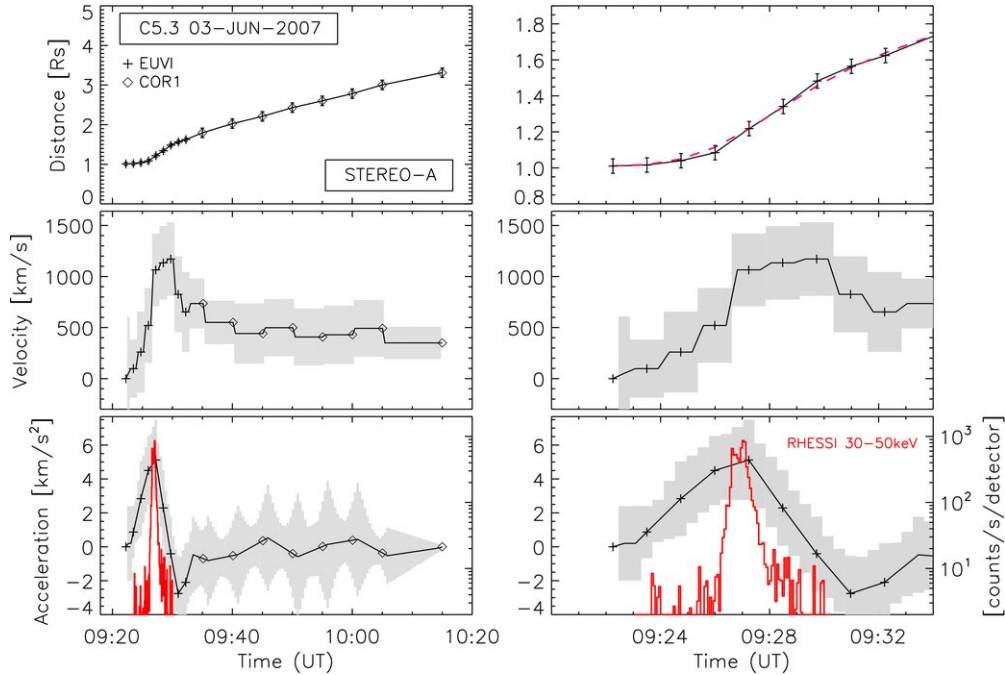 C5.3 03-JUN-2007
EUVI
COR1
STEREO-A
Distance [Rs]
5
4
3
2
1
0
1.8
1.6
1.4
1.2
1.0
0.8
Velocity [km/s]
1500
1000
500
0
1500
1000
500
0
Acceleration [km/s²]
6
4
2
0
-2
-4
RHESSI 30-50keV
6
4
2
0
-2
-4
10³
10²
10¹
[counts/s/detector]
09:20 09:40 10:00 10:20
Time (UT)
09:24 09:28 09:32
Time (UT)